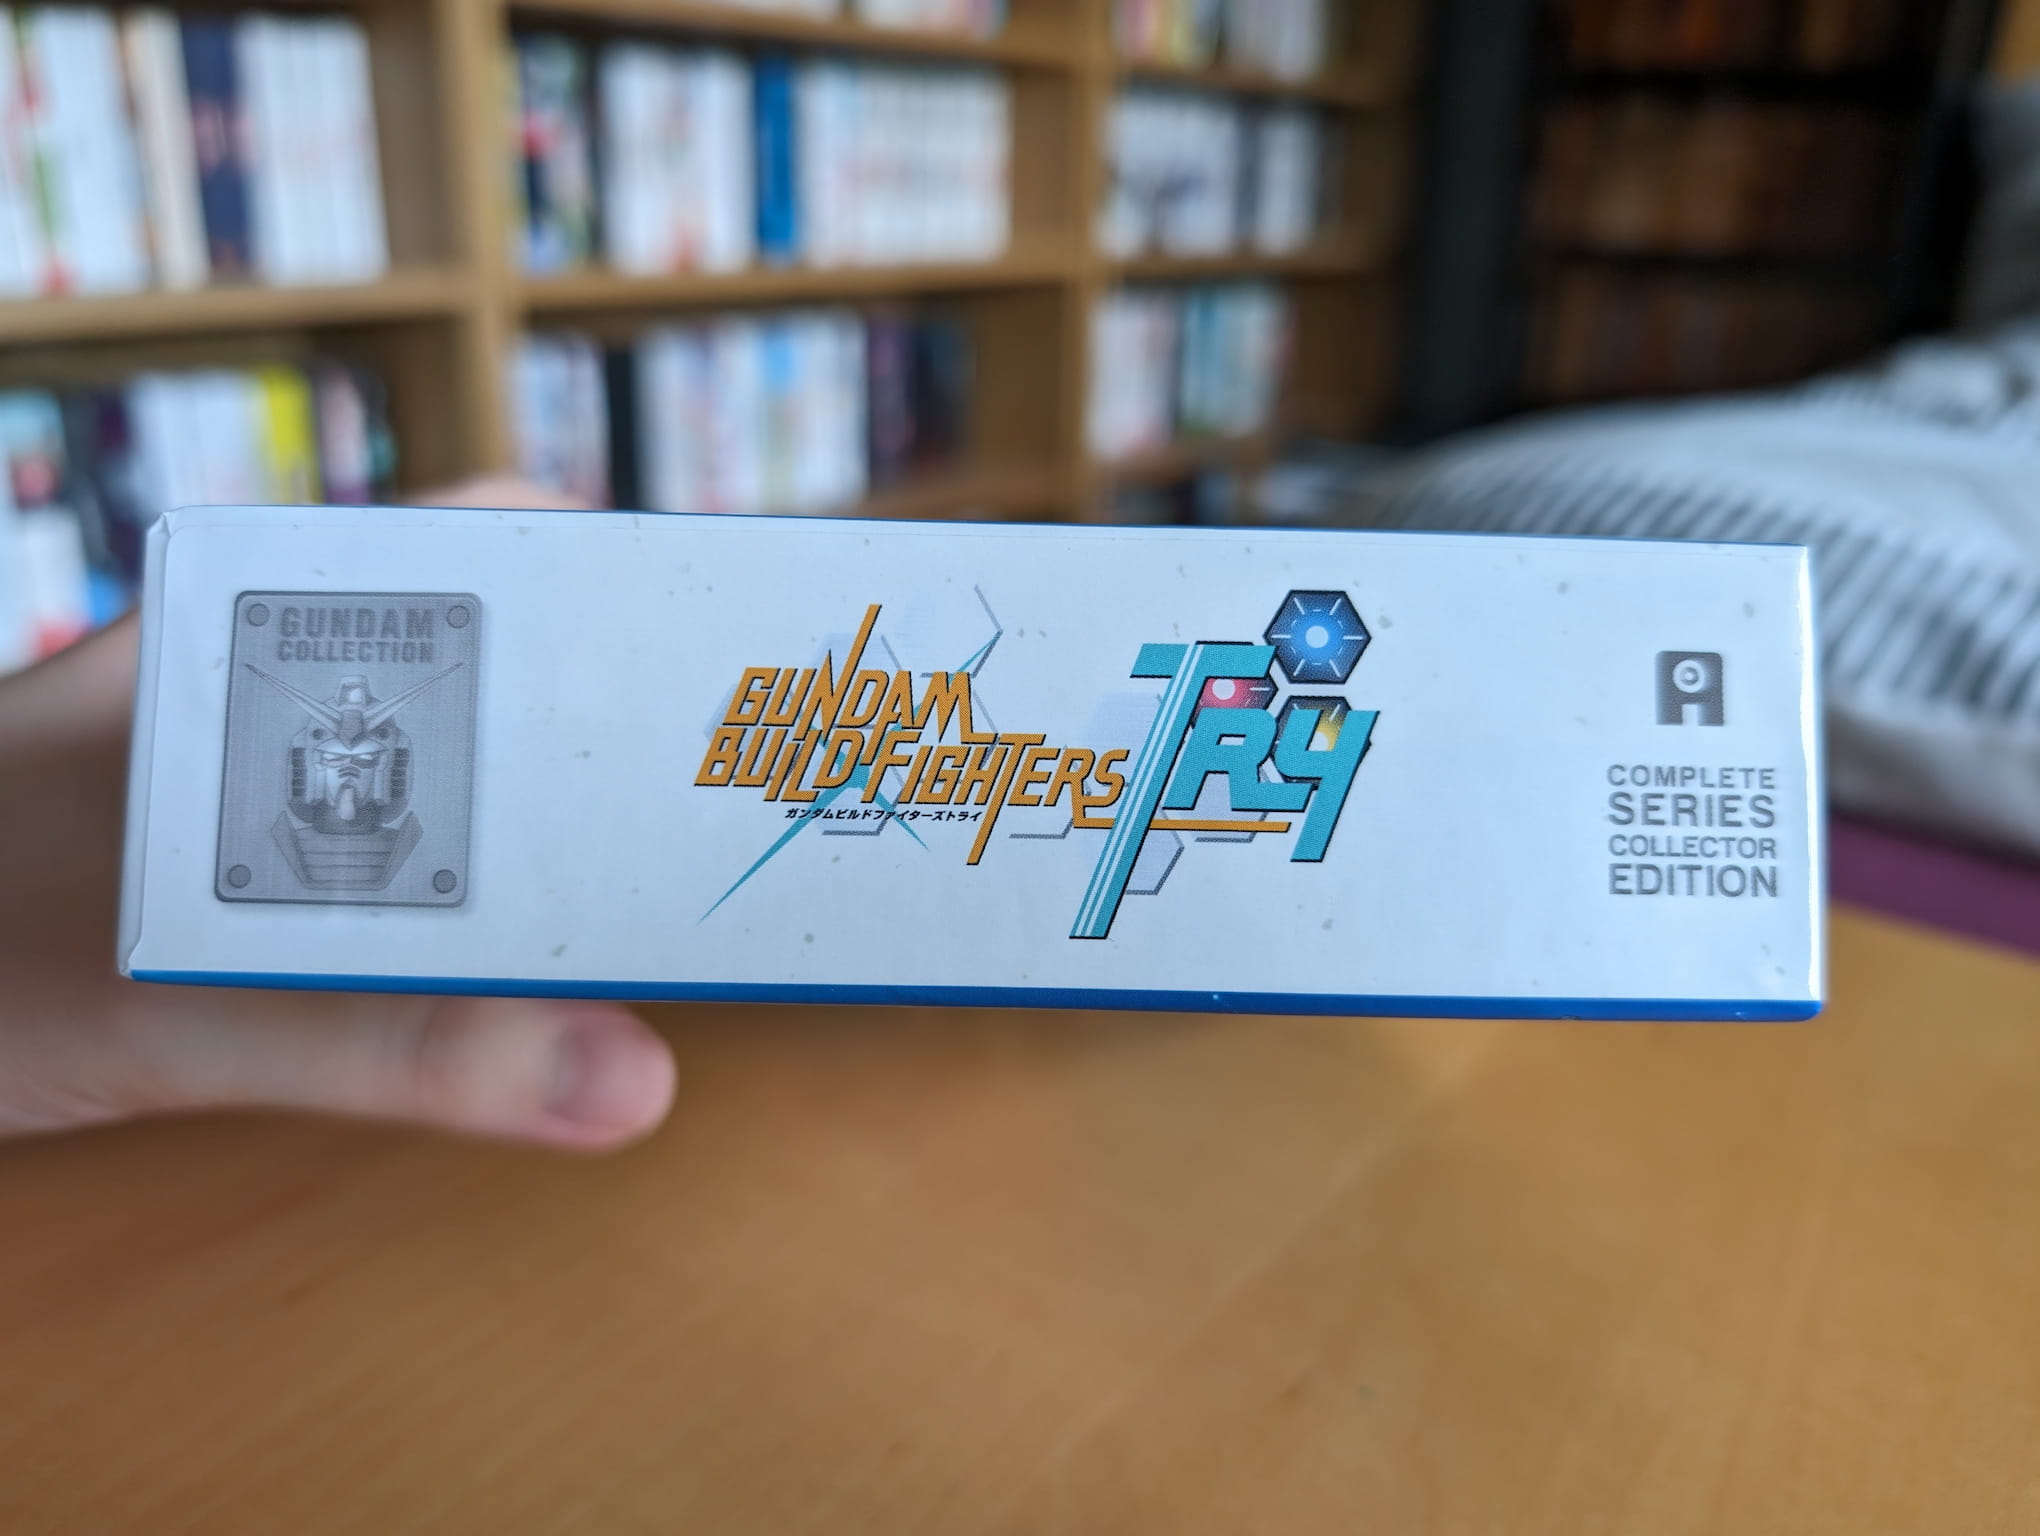 GUNDAM
COLLECTION
GUNDAM
BUILD FIGHTERS
TRY
ガンダムビルドファイターズトライ
COMPLETE
SERIES
COLLECTOR
EDITION